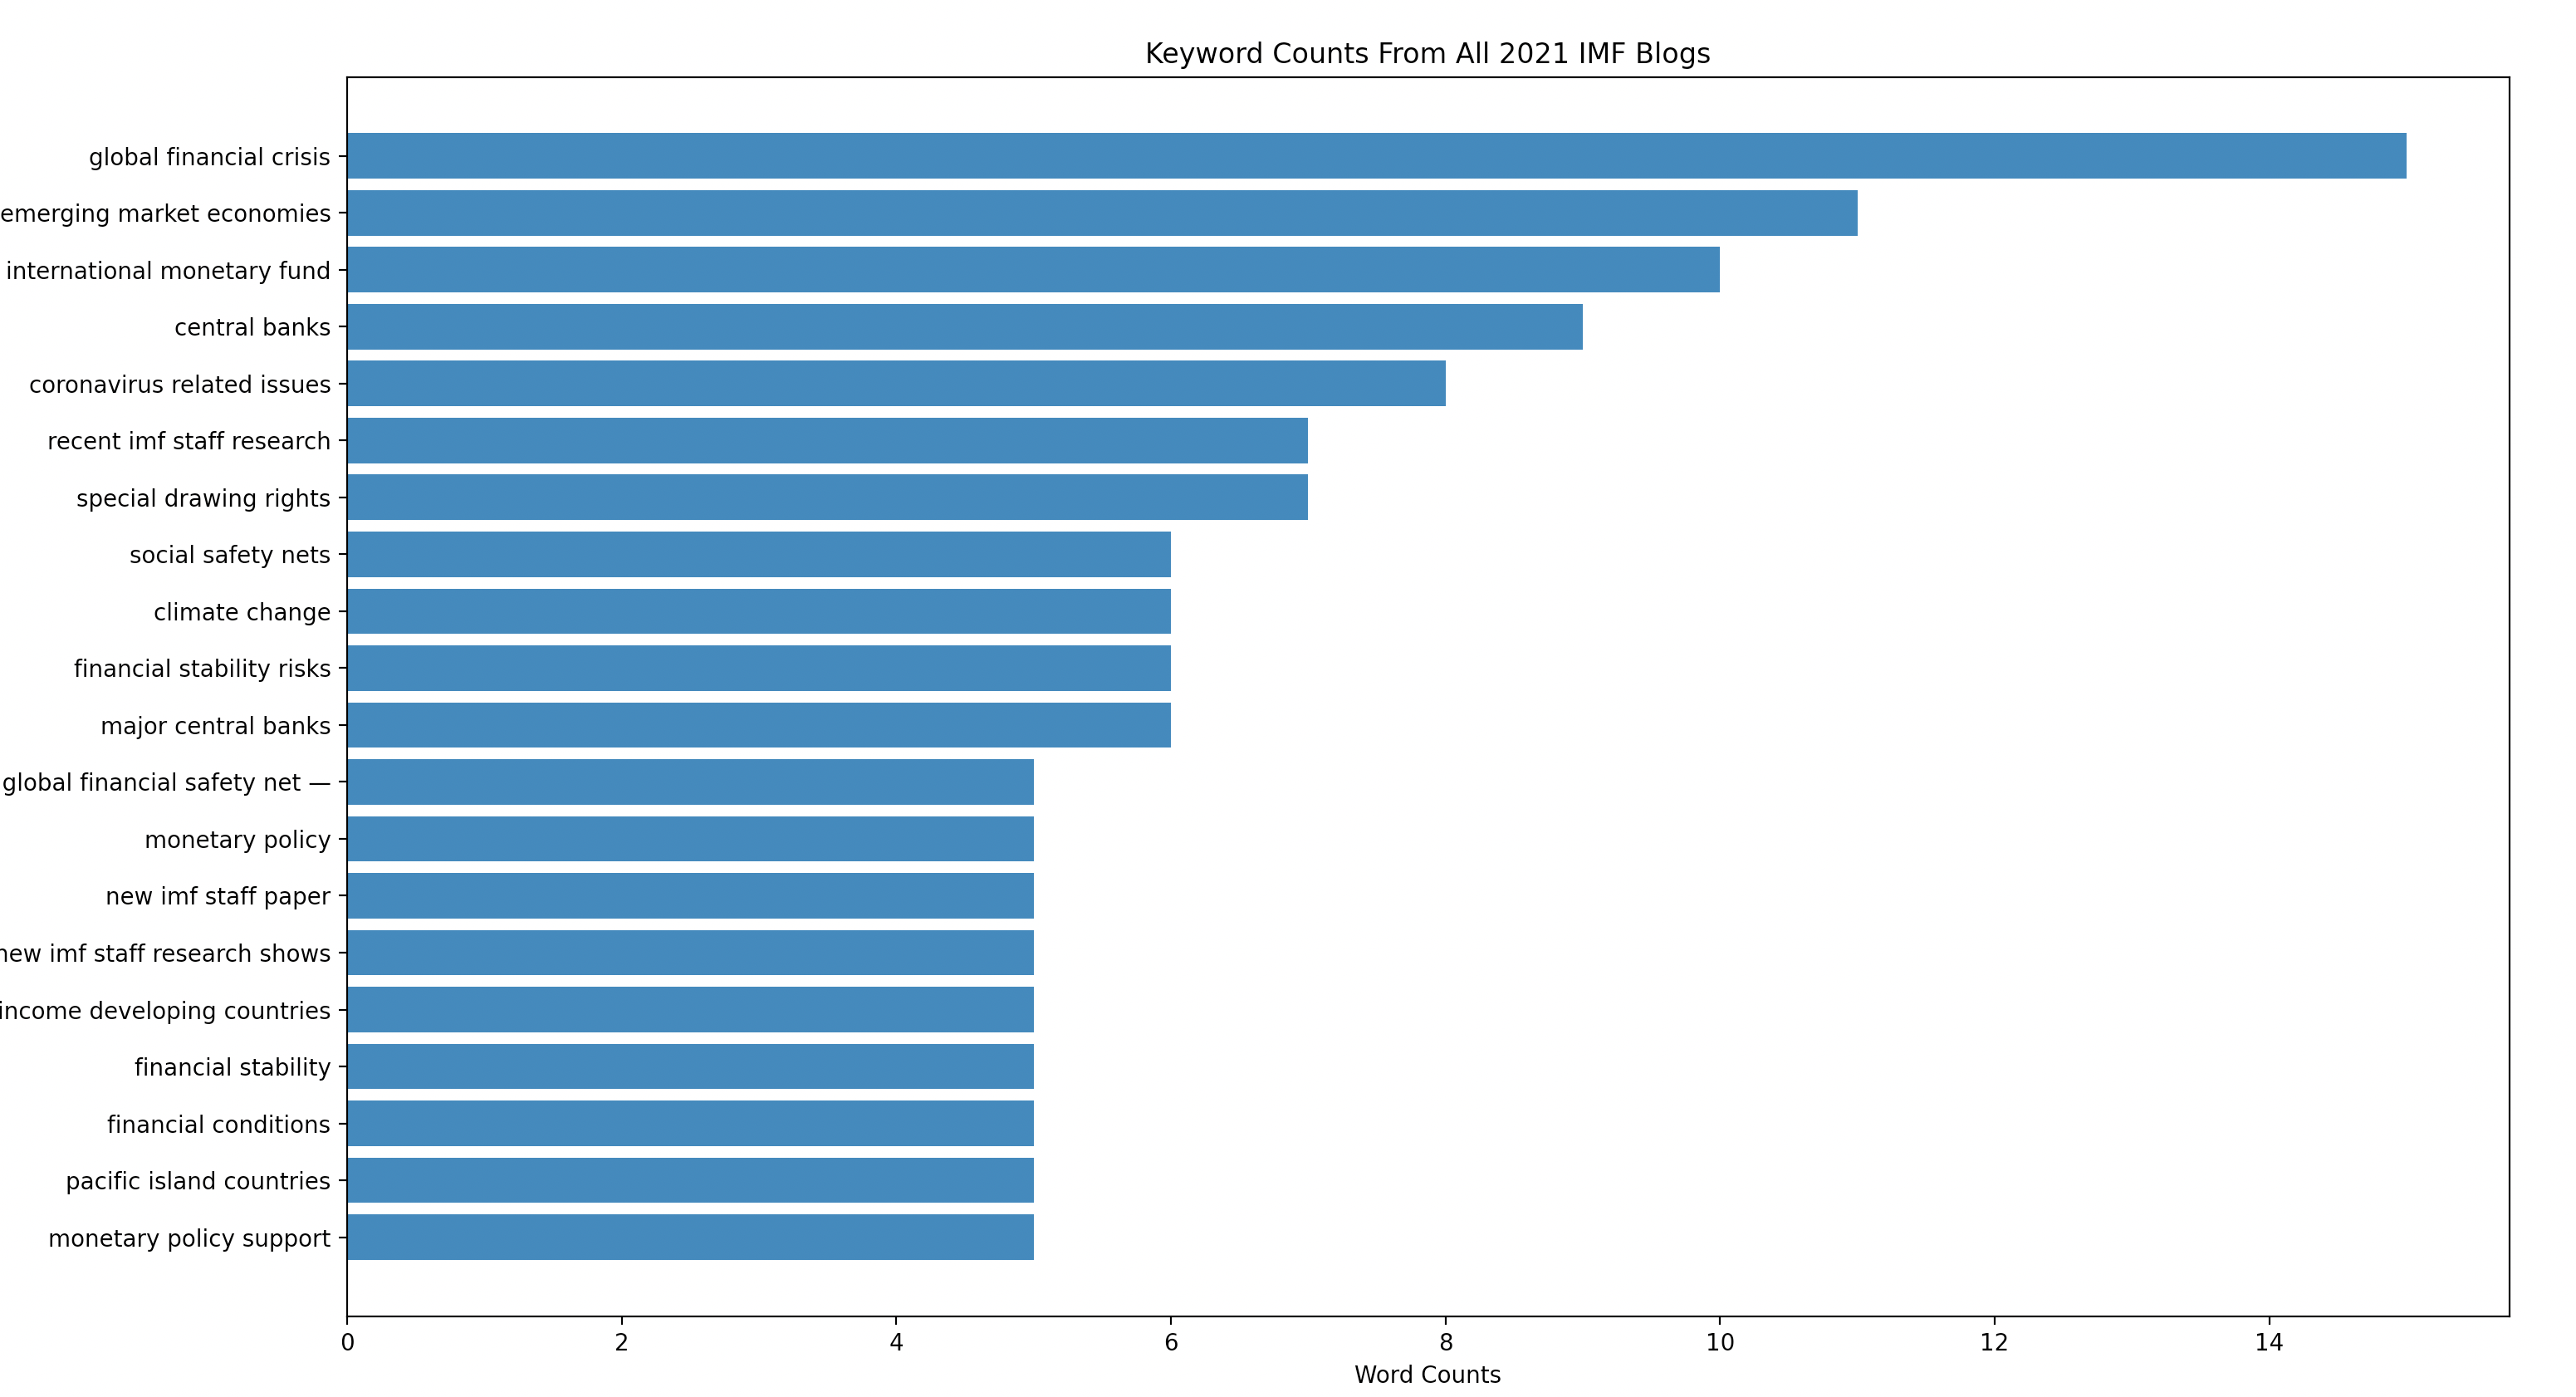 Keyword Counts From All 2021 IMF Blogs
global financial crisis
emerging market economies
international monetary fund
central banks
coronavirus related issues
recent imf staff research
special drawing rights
social safety nets
climate change
financial stability risks
major central banks
global financial safety net —
monetary policy
new imf staff paper
new imf staff research shows
income developing countries
financial stability
financial conditions
pacific island countries
monetary policy support
0 2 4 6 8 10 12 14
Word Counts